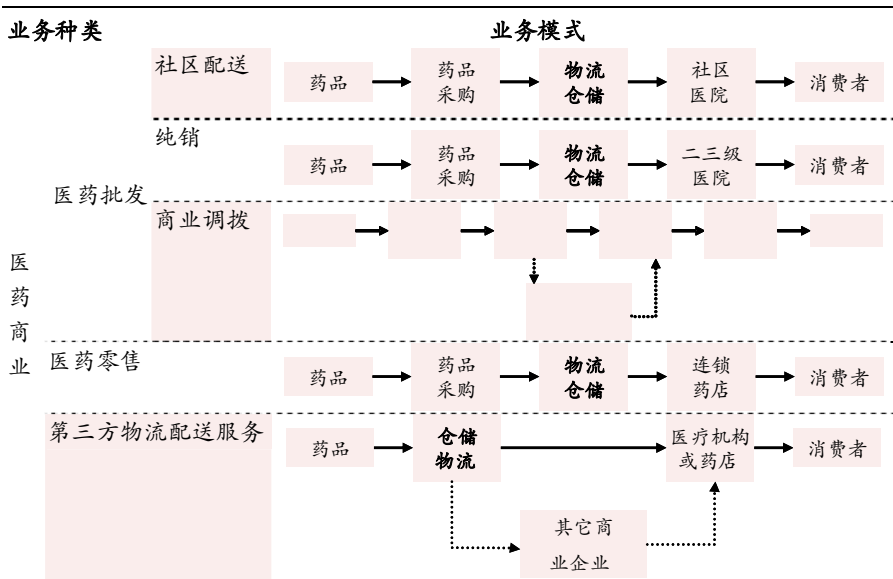 业务种类
业务模式
社区配送
药品
药品
采购
物流
仓储
社区
医院
消费者
纯销
药品
药品
采购
物流
仓储
二三级
医院
消费者
医药批发
商业调拨
医
药
商
业
医药零售
药品
药品
采购
物流
仓储
连锁
药店
消费者
第三方物流配送服务
药品
仓储
物流
医疗机构
或药店
消费者
其它商
业企业